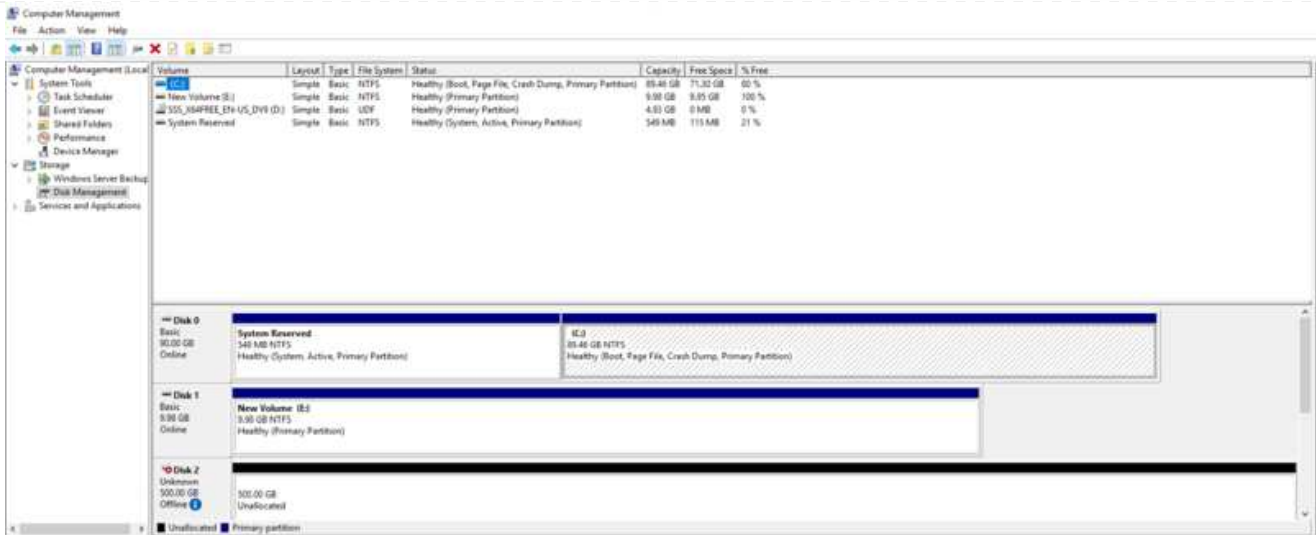 Computer Management
File Action View Help
Computer Management (Local
System Tools
Task Scheduler
Event Viewer
Shared Folders
Performance
Device Manager
Storage
Windows Server Backup
Disk Management
Services and Applications
Volume Layout Type File System Status Capacity Free Space % Free
(C:) Simple Basic NTFS Healthy (Boot, Page File, Crash Dump, Primary Partition) 89.46 GB 71.30 GB 80 %
New Volume (E:) Simple Basic NTFS Healthy (Primary Partition) 9.98 GB 9.95 GB 100 %
SSS_X64FREE_EN-US_DV9 (D:) Simple Basic UDF Healthy (Primary Partition) 4.93 GB 0 MB 0 %
System Reserved Simple Basic NTFS Healthy (System, Active, Primary Partition) 549 MB 115 MB 21 %
Disk 0
Basic
90.00 GB
Online
System Reserved
549 MB NTFS
Healthy (System, Active, Primary Partition)
(C:)
89.46 GB NTFS
Healthy (Boot, Page File, Crash Dump, Primary Partition)
Disk 1
Basic
9.98 GB
Online
New Volume (E:)
9.98 GB NTFS
Healthy (Primary Partition)
Disk 2
Unknown
500.00 GB
Offline
500.00 GB
Unallocated
Unallocated Primary partition